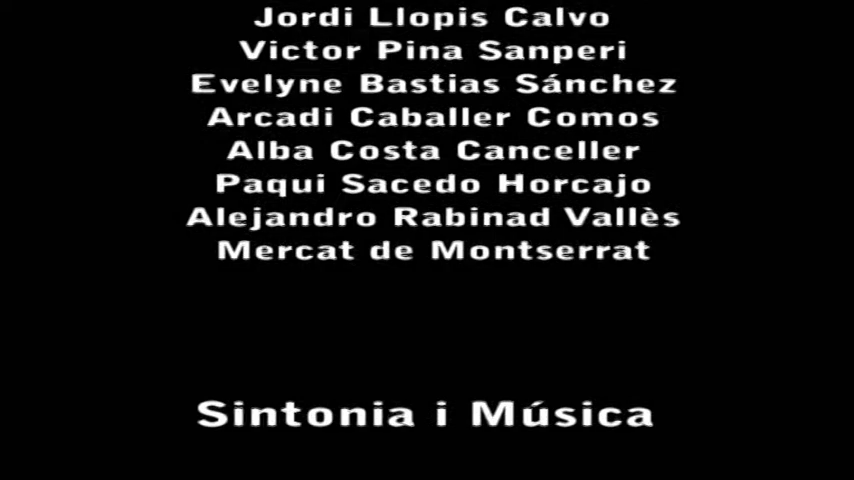 Jordi Llopis Calvo
Victor Pina Sanperi
Evelyne Bastias Sánchez
Arcadi Caballer Comos
Alba Costa Canceller
Paqui Sacedo Horcajo
Alejandro Rabinad Vallès
Mercat de Montserrat
Sintonia i Música